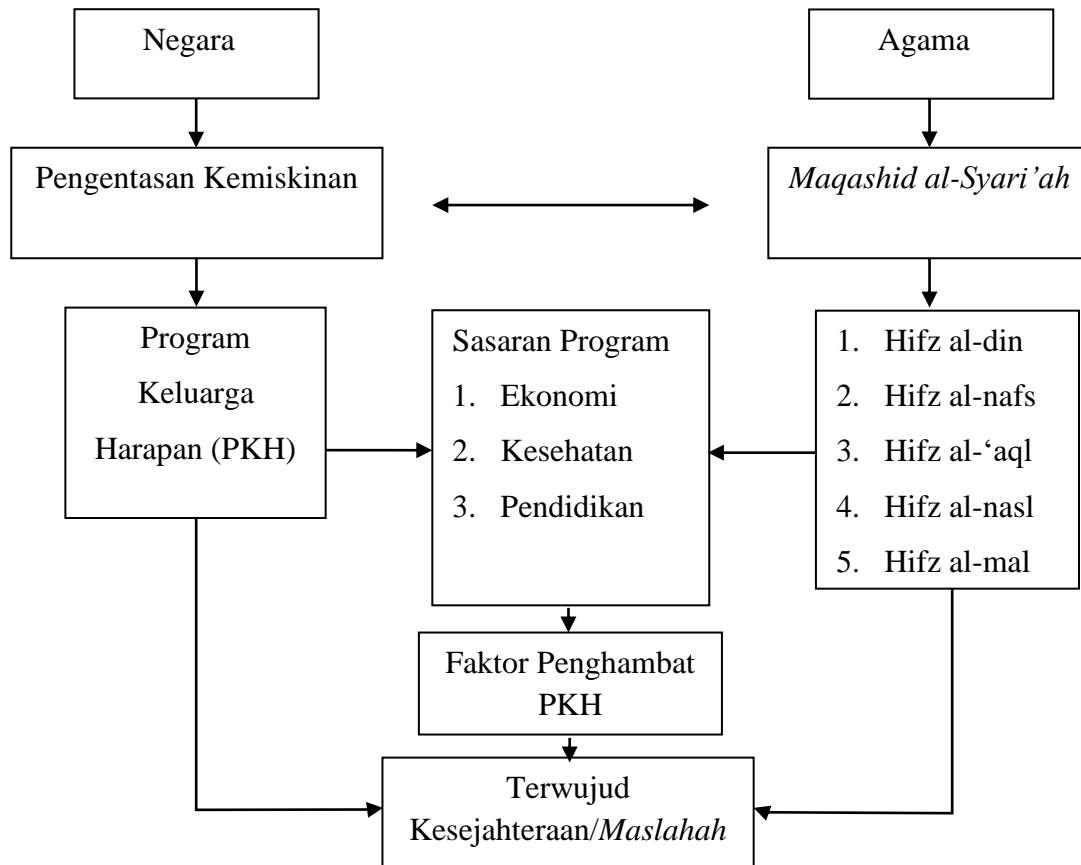 Negara
Agama
Pengentasan Kemiskinan
Maqashid al-Syari’ah
Program
Keluarga
Harapan (PKH)
Sasaran Program
1. Ekonomi
2. Kesehatan
3. Pendidikan
1. Hifz al-din
2. Hifz al-nafs
3. Hifz al-‘aql
4. Hifz al-nasl
5. Hifz al-mal
Faktor Penghambat
PKH
Terwujud
Kesejahteraan/Maslahah